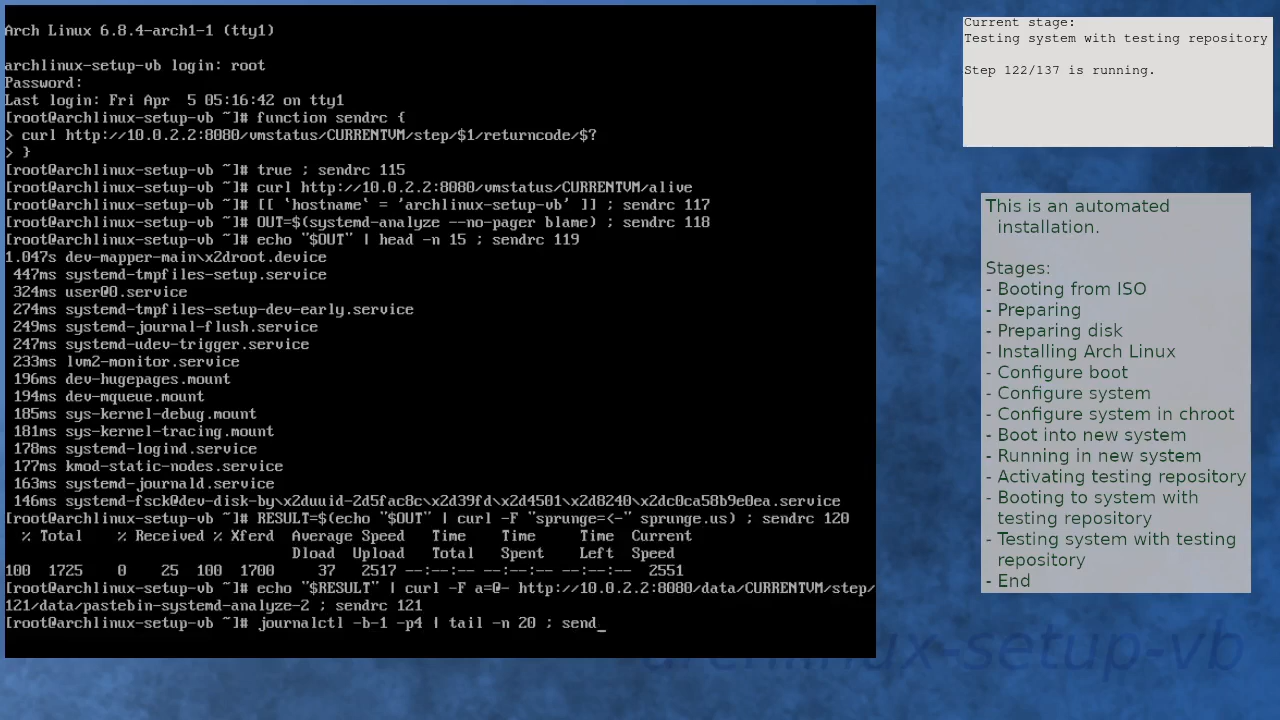 Arch Linux 6.8.4-arch1-1 (tty1)
archlinux-setup-vb login: root
Password:
Last login: Fri Apr  5 05:16:42 on tty1
[root@archlinux-setup-vb ~]# function sendrc {
> curl http://10.0.2.2:8080/vmstatus/CURRENTVM/step/$1/returncode/$?
> }
[root@archlinux-setup-vb ~]# true ; sendrc 115
[root@archlinux-setup-vb ~]# curl http://10.0.2.2:8080/vmstatus/CURRENTVM/alive
[root@archlinux-setup-vb ~]# [[ `hostname` = 'archlinux-setup-vb' ]] ; sendrc 117
[root@archlinux-setup-vb ~]# OUT=$(systemd-analyze --no-pager blame) ; sendrc 118
[root@archlinux-setup-vb ~]# echo "$OUT" | head -n 15 ; sendrc 119
1.047s dev-mapper-main\x2droot.device
 447ms systemd-tmpfiles-setup.service
 324ms user@0.service
 274ms systemd-tmpfiles-setup-dev-early.service
 249ms systemd-journal-flush.service
 247ms systemd-udev-trigger.service
 233ms lvm2-monitor.service
 196ms dev-hugepages.mount
 194ms dev-mqueue.mount
 185ms sys-kernel-debug.mount
 181ms sys-kernel-tracing.mount
 178ms systemd-logind.service
 177ms kmod-static-nodes.service
 163ms systemd-journald.service
 146ms systemd-fsck@dev-disk-by\x2duuid-2d5fac8c\x2d39fd\x2d4501\x2d8240\x2dc0ca58b9e0ea.service
[root@archlinux-setup-vb ~]# RESULT=$(echo "$OUT" | curl -F "sprunge=<-" sprunge.us) ; sendrc 120
  % Total    % Received % Xferd  Average Speed   Time    Time     Time  Current
                                 Dload  Upload   Total   Spent    Left  Speed
100  1725    0    25  100  1700     37   2517 --:--:-- --:--:-- --:--:--  2551
[root@archlinux-setup-vb ~]# echo "$RESULT" | curl -F a=@- http://10.0.2.2:8080/data/CURRENTVM/step/
121/data/pastebin-systemd-analyze-2 ; sendrc 121
[root@archlinux-setup-vb ~]# journalctl -b-1 -p4 | tail -n 20 ; send_
Current stage:
Testing system with testing repository
Step 122/137 is running.
This is an automated
installation.
Stages:
- Booting from ISO
- Preparing
- Preparing disk
- Installing Arch Linux
- Configure boot
- Configure system
- Configure system in chroot
- Boot into new system
- Running in new system
- Activating testing repository
- Booting to system with
testing repository
- Testing system with testing
repository
- End
archlinux-setup-vb